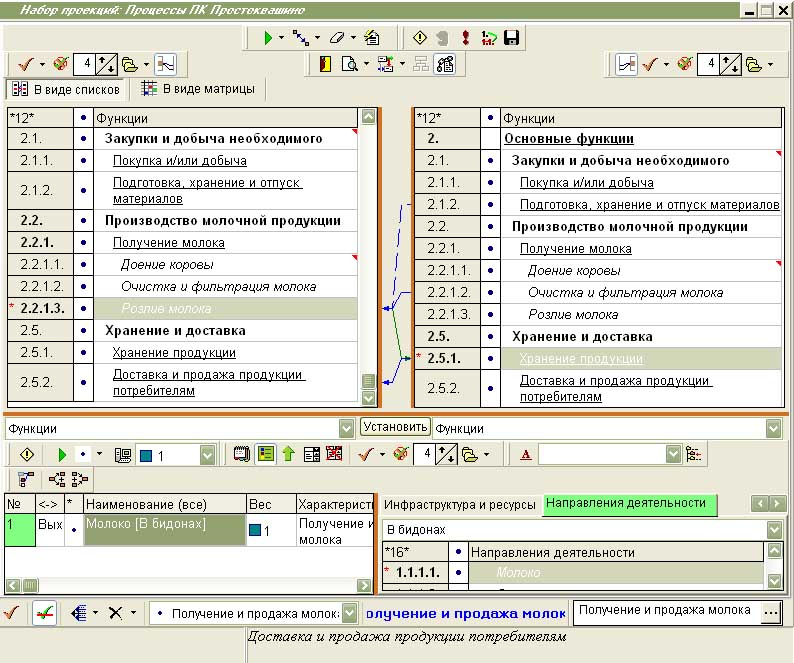 Набор проекций: Процессы ПК Простоквашино
4
4
В виде списков
В виде матрицы
*12* • Функции
2.1. • Закупки и добыча необходимого
2.1.1. • Покупка и/или добыча
2.1.2. • Подготовка, хранение и отпуск
материалов
2.2. • Производство молочной продукции
2.2.1. • Получение молока
2.2.1.1. • Доение коровы
2.2.1.2. • Очистка и фильтрация молока
* 2.2.1.3. • Розлив молока
2.5. • Хранение и доставка
2.5.1. • Хранение продукции
2.5.2. • Доставка и продажа продукции
потребителям
*12* • Функции
2. • Основные функции
2.1. • Закупки и добыча необходимого
2.1.1. • Покупка и/или добыча
2.1.2. • Подготовка, хранение и отпуск материалов
2.2. • Производство молочной продукции
2.2.1. • Получение молока
2.2.1.1. • Доение коровы
2.2.1.2. • Очистка и фильтрация молока
2.2.1.3. • Розлив молока
2.5. • Хранение и доставка
* 2.5.1. • Хранение продукции
2.5.2. • Доставка и продажа продукции
потребителям
Функции
Установить
Функции
1
4
A
№ <-> * Наименование (все) Вес Характеристи
1 Вых • Молоко [В бидонах] 1 Получение и
молока
Инфраструктура и ресурсы
Направления деятельности
В бидонах
*16* • Направления деятельности
* 1.1.1.1. • Молоко
• Получение и продажа молока
олучение и продажа молок
Получение и продажа молока ...
Доставка и продажа продукции потребителям